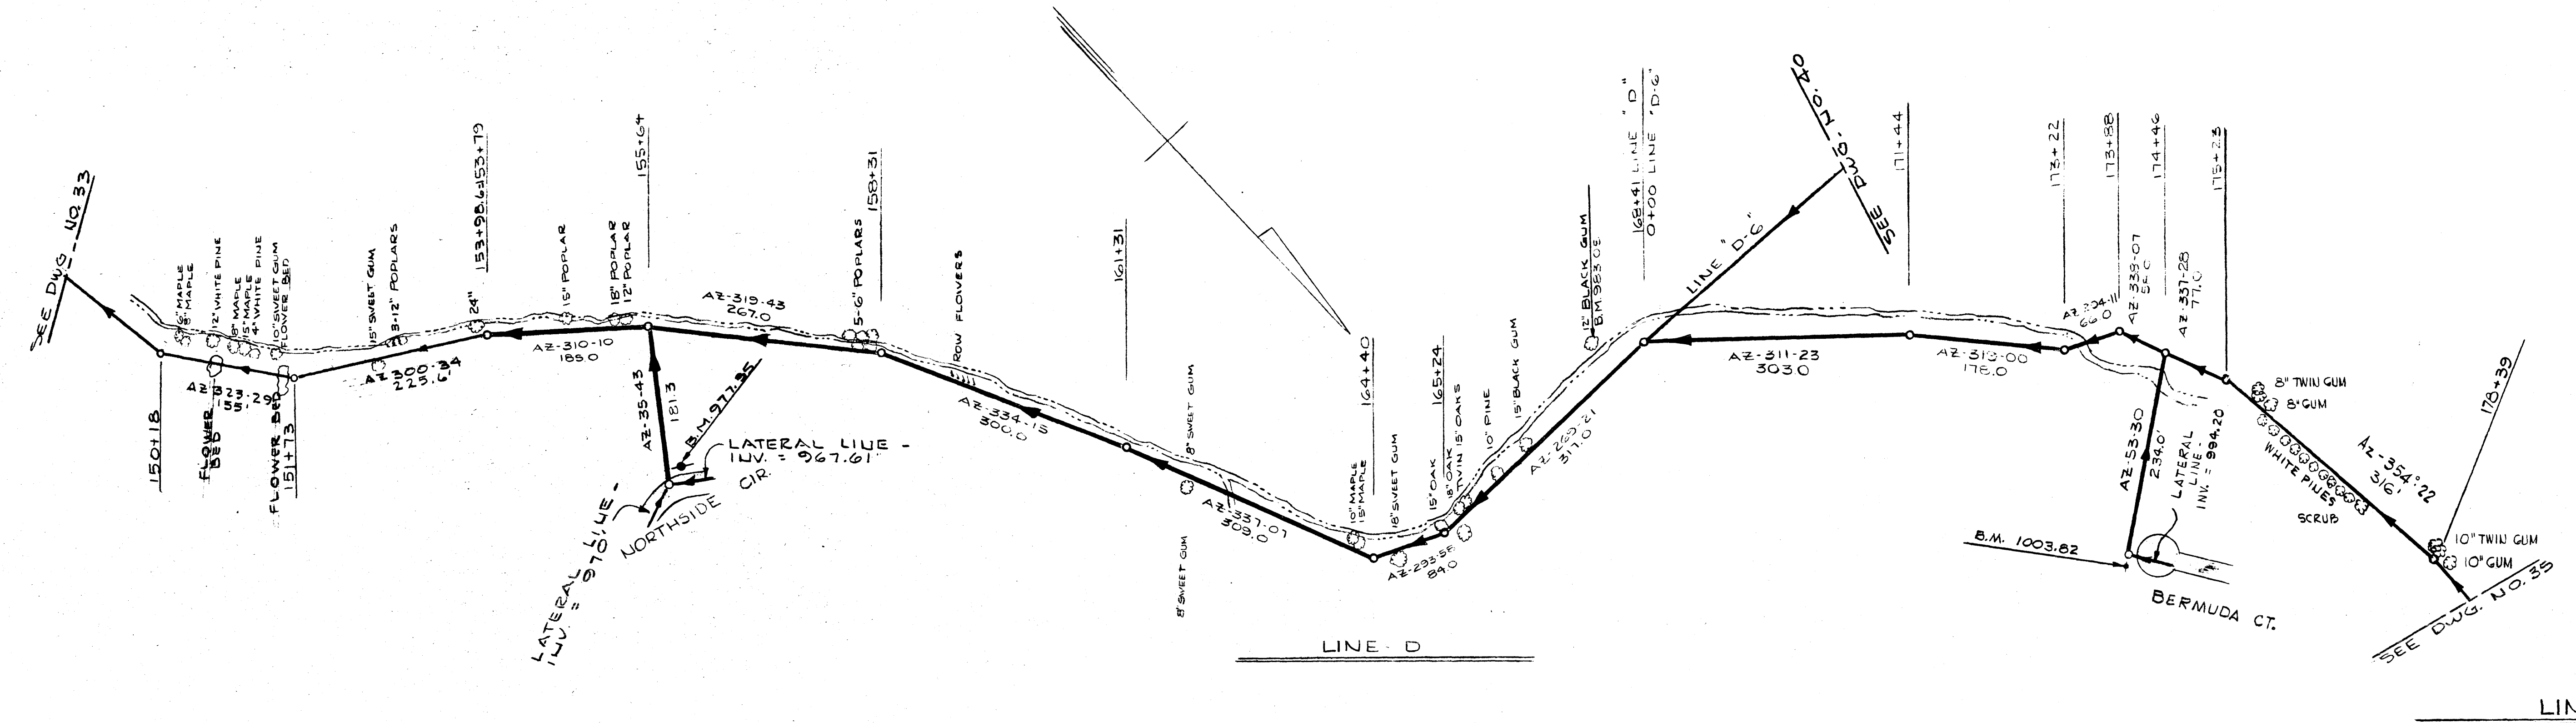 SEE DWG. NO. 33
150+18
6" MAPLE
8" MAPLE
12" WHITE PINE
8" MAPLE
15" MAPLE
4" WHITE PINE
10" SWEET GUM
FLOWER BED
AZ-323-29
FLOWER
BED
FLOWER BED
151+73
15" SWEET GUM
3-12" POPLARS
AZ-300-34
225.6'
24"
153+79
15" POPLAR
AZ-310-10
185.0
18" POPLAR
12" POPLAR
155+64
AZ-319-43
267.0
AZ-35-43
181.3
B.M. 977.35
LATERAL LINE -
INV. = 967.61'
LATERAL LINE -
INV. = 970.
NORTHSIDE CIR.
5-6" POPLARS
158+31
ROW FLOWERS
AZ-334-15
300.0
161+31
8" SWEET GUM
8" SWEET GUM
AZ-337-07
309.0
LINE D
10" MAPLE
15" MAPLE
164+40
18" SWEET GUM
AZ-293-58
84.0
15" OAK
165+24
18" OAK
TWIN 15" OAKS
10" PINE
15" BLACK GUM
AZ-269-21
317.0
12" BLACK GUM
B.M. 983.08
168+41 LINE "D"
0+00 LINE "D-6"
LINE "D-6"
SEE DWG. NO. 40
AZ-311-23
303.0
171+44
AZ-319-00
178.0
173+22
173+88
AZ-294-11
66.0
AZ-339-07
58.0
174+46
AZ-337-28
77.0
175+23
AZ-53-30
234.0'
LATERAL
LINE -
INV. = 994.20
B.M. 1003.82
BERMUDA CT.
8" TWIN GUM
8" GUM
WHITE PINES
SCRUB
AZ-354°22
316'
178+39
10" TWIN GUM
10" GUM
SEE DWG. NO. 35
LIN